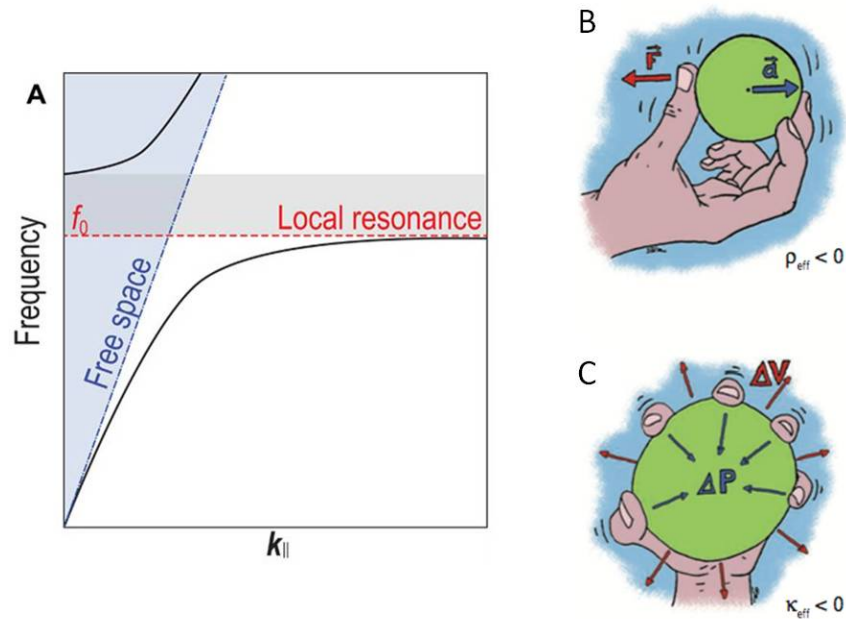 A
Frequency
f₀
Local resonance
Free space
k||
B
F
a
ρeff < 0
C
ΔV
ΔP
κeff < 0